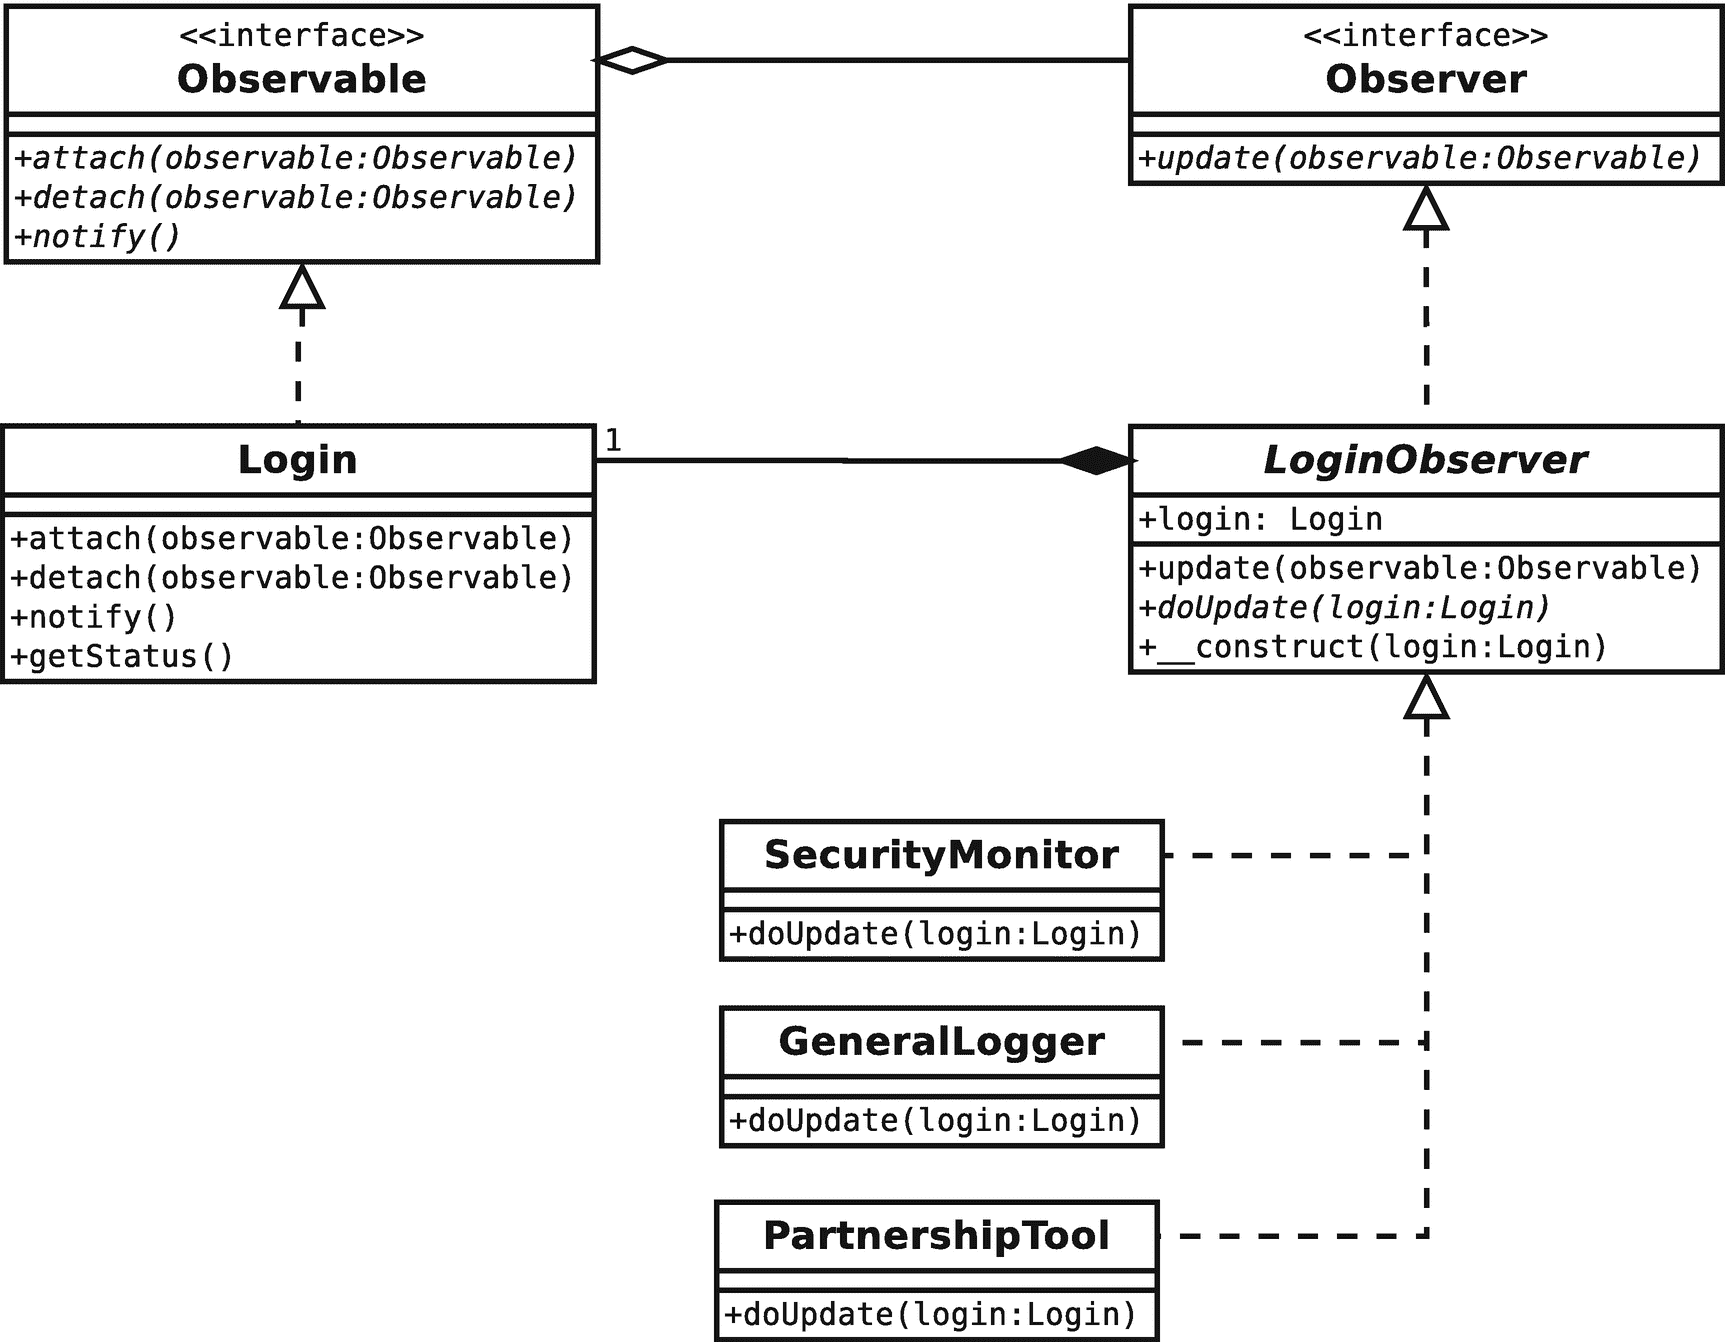 <<interface>>
Observable
+attach(observable:Observable)
+detach(observable:Observable)
+notify()
<<interface>>
Observer
+update(observable:Observable)
Login
+attach(observable:Observable)
+detach(observable:Observable)
+notify()
+getStatus()
1
LoginObserver
+login: Login
+update(observable:Observable)
+doUpdate(login:Login)
+__construct(login:Login)
SecurityMonitor
+doUpdate(login:Login)
GeneralLogger
+doUpdate(login:Login)
PartnershipTool
+doUpdate(login:Login)